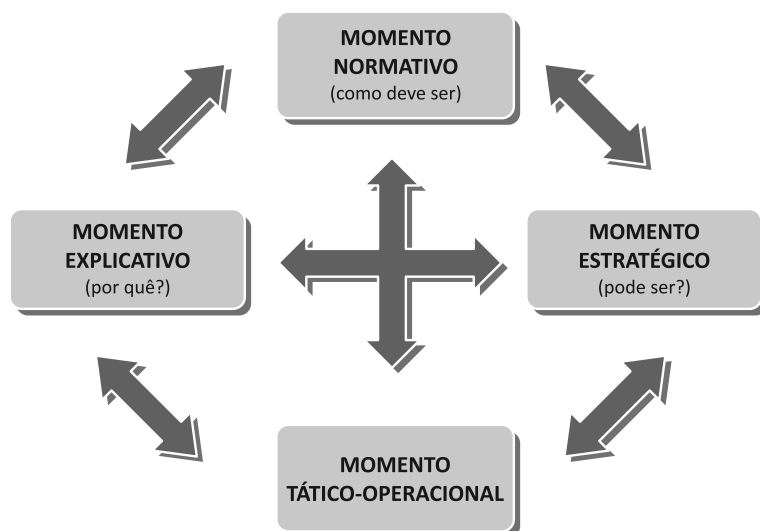 MOMENTO
NORMATIVO
(como deve ser)
MOMENTO
EXPLICATIVO
(por quê?)
MOMENTO
ESTRATÉGICO
(pode ser?)
MOMENTO
TÁTICO-OPERACIONAL